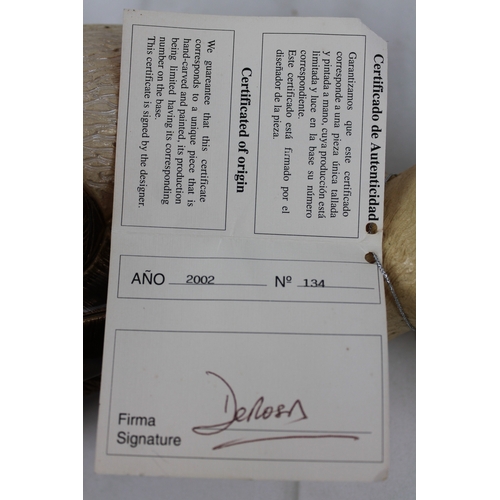 Certificado de Autenticidad
Garantizamos que este certificado
corresponde a una pieza única tallada
y pintada a mano, cuya producción está
limitada y luce en la base su número
correspondiente.
Este certificado está firmado por el
diseñador de la pieza.
Certificated of origin
We guarantee that this certificate
corresponds to a unique piece that is
hand-carved and painted, its production
being limited having its corresponding
number on the base.
This certificate is signed by the designer.
AÑO 2002 Nº 134
DeRosa
Firma
Signature